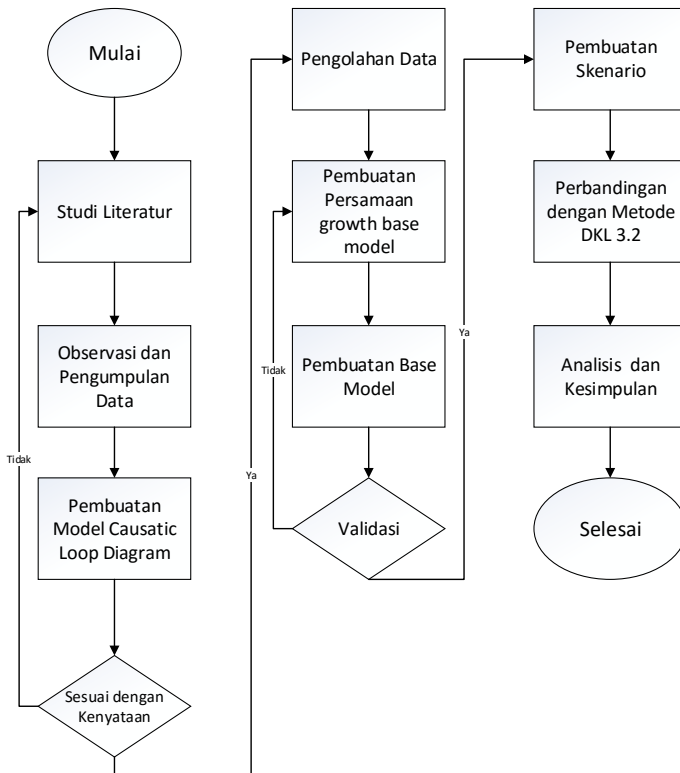 Mulai
Studi Literatur
Observasi dan
Pengumpulan
Data
Tidak
Pembuatan
Model Causatic
Loop Diagram
Sesuai dengan
Kenyataan
Ya
Pengolahan Data
Pembuatan
Persamaan
growth base
model
Pembuatan Base
Model
Tidak
Validasi
Ya
Pembuatan
Skenario
Perbandingan
dengan Metode
DKL 3.2
Analisis dan
Kesimpulan
Selesai